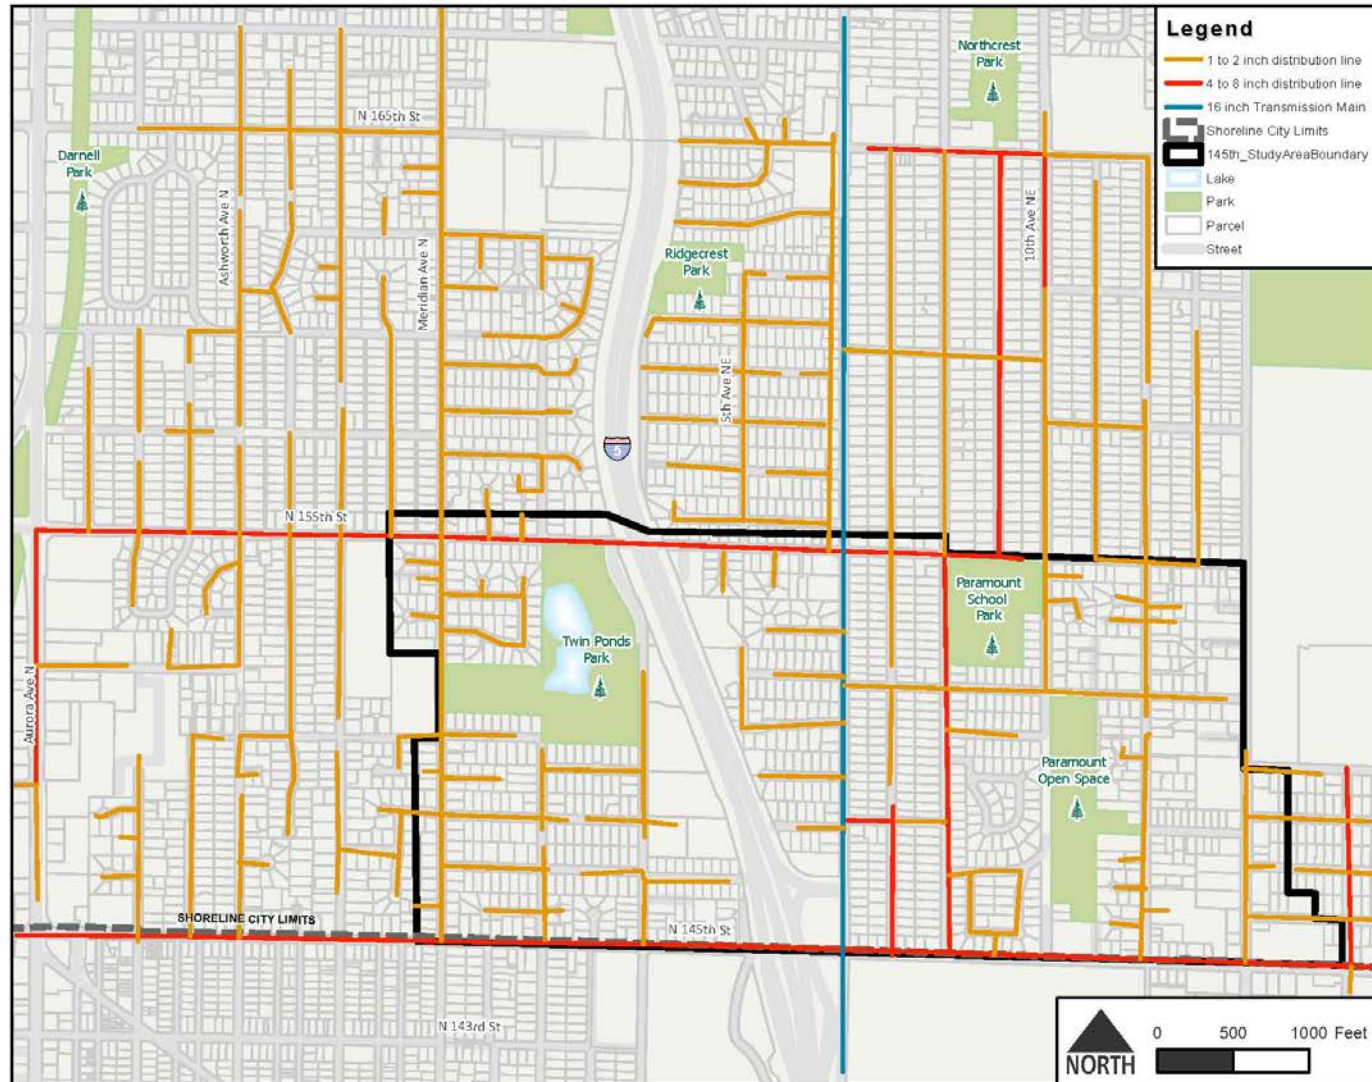 Legend
1 to 2 inch distribution line
4 to 8 inch distribution line
16 inch Transmission Main
Shoreline City Limits
145th_StudyAreaBoundary
Lake
Park
Parcel
Street
Northcrest
Park
N 165th St
Darnell
Park
Ashworth Ave N
Meridian Ave N
10th Ave NE
Ridgecrest
Park
5th Ave NE
5
N 155th St
Paramount
School
Park
Twin Ponds
Park
Aurora Ave N
Paramount
Open Space
SHORELINE CITY LIMITS
N 145th St
N 143rd St
NORTH
0 500 1000 Feet